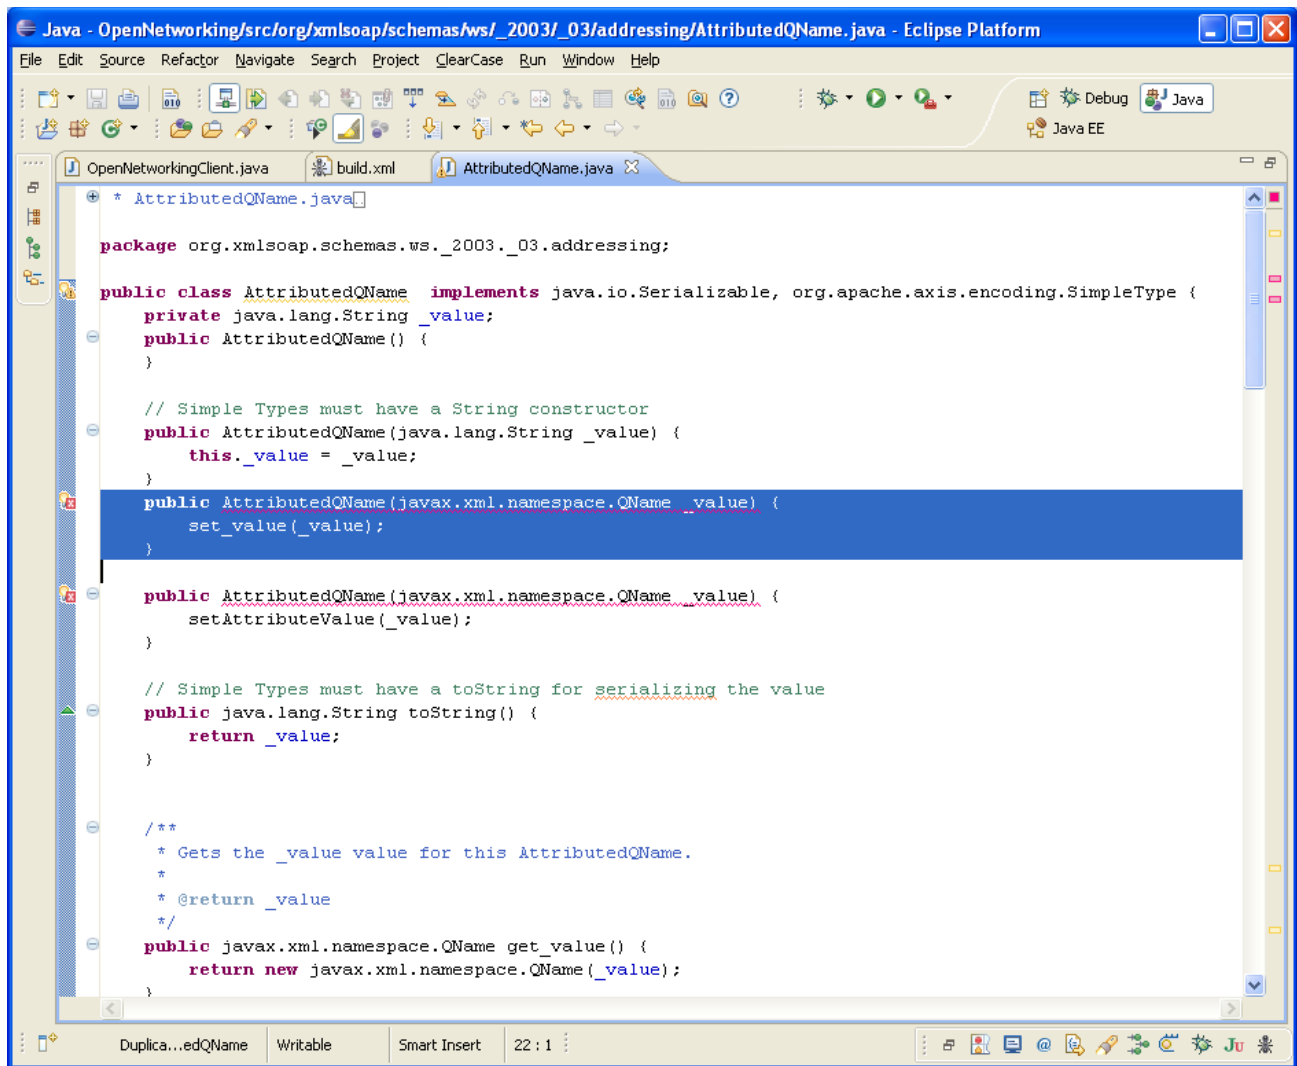 Java - OpenNetworking/src/org/xmlsoap/schemas/ws/_2003/_03/addressing/AttributedQName.java - Eclipse Platform
File Edit Source Refactor Navigate Search Project ClearCase Run Window Help
Debug Java
Java EE
OpenNetworkingClient.java build.xml AttributedQName.java
* AttributedQName.java
package org.xmlsoap.schemas.ws._2003._03.addressing;
public class AttributedQName  implements java.io.Serializable, org.apache.axis.encoding.SimpleType {
private java.lang.String _value;
public AttributedQName() {
}
// Simple Types must have a String constructor
public AttributedQName(java.lang.String _value) {
this._value = _value;
}
public AttributedQName(javax.xml.namespace.QName _value) {
set_value(_value);
}
public AttributedQName(javax.xml.namespace.QName _value) {
setAttributeValue(_value);
}
// Simple Types must have a toString for serializing the value
public java.lang.String toString() {
return _value;
}
/**
* Gets the _value value for this AttributedQName.
*
* @return _value
*/
public javax.xml.namespace.QName get_value() {
return new javax.xml.namespace.QName(_value);
}
Duplica...edQName Writable Smart Insert 22 : 1 @ Ju